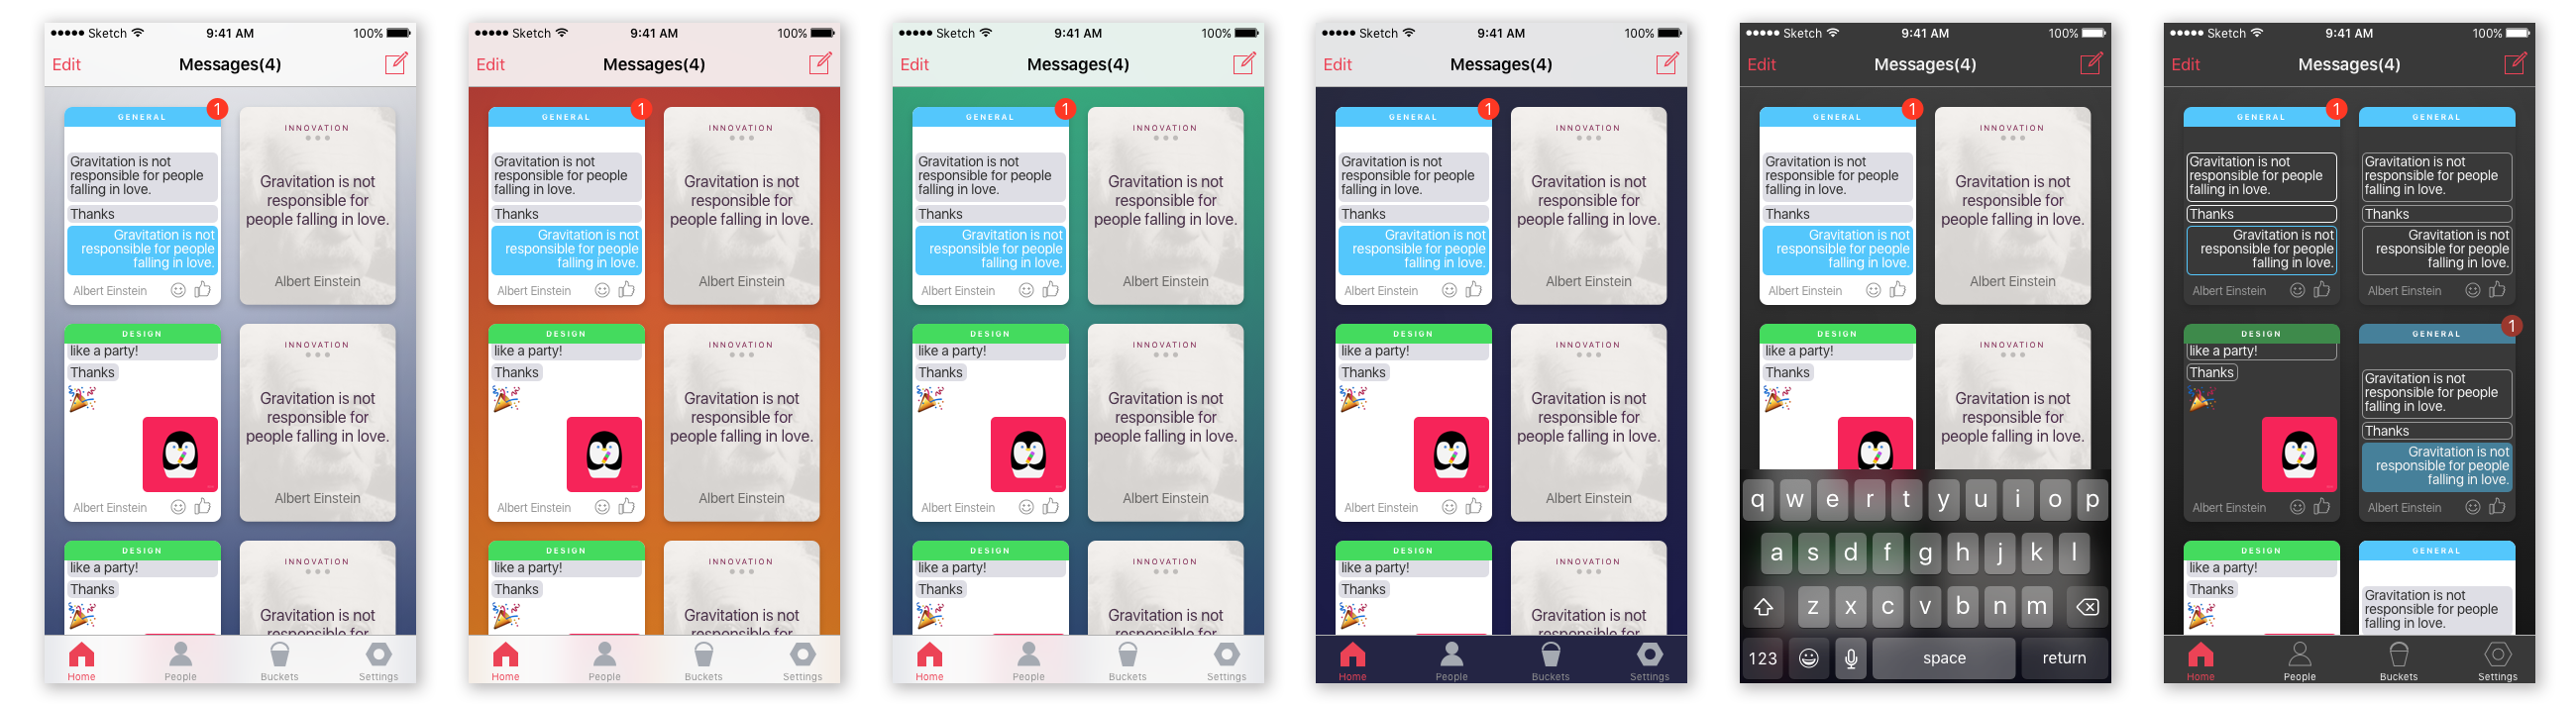 ●●●●● Sketch 9:41 AM 100%
Edit Messages(4)
GENERAL 1
Gravitation is not
responsible for people
falling in love.
Thanks
Gravitation is not
responsible for people
falling in love.
Albert Einstein
INNOVATION
Gravitation is not
responsible for
people falling in love.
Albert Einstein
DESIGN
like a party!
Thanks
Albert Einstein
INNOVATION
Gravitation is not
responsible for
people falling in love.
Albert Einstein
DESIGN
like a party!
Thanks
INNOVATION
Gravitation is not
responsible for
Home People Buckets Settings
●●●●● Sketch 9:41 AM 100%
Edit Messages(4)
GENERAL 1
Gravitation is not
responsible for people
falling in love.
Thanks
Gravitation is not
responsible for people
falling in love.
Albert Einstein
INNOVATION
Gravitation is not
responsible for
people falling in love.
Albert Einstein
DESIGN
like a party!
Thanks
Albert Einstein
INNOVATION
Gravitation is not
responsible for
people falling in love.
Albert Einstein
DESIGN
like a party!
Thanks
INNOVATION
Gravitation is not
responsible for
Home People Buckets Settings
●●●●● Sketch 9:41 AM 100%
Edit Messages(4)
GENERAL 1
Gravitation is not
responsible for people
falling in love.
Thanks
Gravitation is not
responsible for people
falling in love.
Albert Einstein
INNOVATION
Gravitation is not
responsible for
people falling in love.
Albert Einstein
DESIGN
like a party!
Thanks
Albert Einstein
INNOVATION
Gravitation is not
responsible for
people falling in love.
Albert Einstein
DESIGN
like a party!
Thanks
INNOVATION
Gravitation is not
responsible for
Home People Buckets Settings
●●●●● Sketch 9:41 AM 100%
Edit Messages(4)
GENERAL 1
Gravitation is not
responsible for people
falling in love.
Thanks
Gravitation is not
responsible for people
falling in love.
Albert Einstein
INNOVATION
Gravitation is not
responsible for
people falling in love.
Albert Einstein
DESIGN
like a party!
Thanks
Albert Einstein
INNOVATION
Gravitation is not
responsible for
people falling in love.
Albert Einstein
DESIGN
like a party!
Thanks
INNOVATION
Gravitation is not
responsible for
Home People Buckets Settings
●●●●● Sketch 9:41 AM 100%
Edit Messages(4)
GENERAL 1
Gravitation is not
responsible for people
falling in love.
Thanks
Gravitation is not
responsible for people
falling in love.
Albert Einstein
INNOVATION
Gravitation is not
responsible for
people falling in love.
Albert Einstein
DESIGN
like a party!
Thanks
INNOVATION
Gravitation is not
responsible for
people falling in love.
q w e r t y u i o p
a s d f g h j k l
z x c v b n m
123 space return
●●●●● Sketch 9:41 AM 100%
Edit Messages(4)
GENERAL 1
Gravitation is not
responsible for people
falling in love.
Thanks
Gravitation is not
responsible for people
falling in love.
Albert Einstein
GENERAL
Gravitation is not
responsible for people
falling in love.
Thanks
Gravitation is not
responsible for people
falling in love.
Albert Einstein
DESIGN
like a party!
Thanks
Albert Einstein
GENERAL 1
Gravitation is not
responsible for people
falling in love.
Thanks
Gravitation is not
responsible for people
falling in love.
Albert Einstein
DESIGN
like a party!
Thanks
GENERAL
Gravitation is not
responsible for people
falling in love.
Home People Buckets Settings